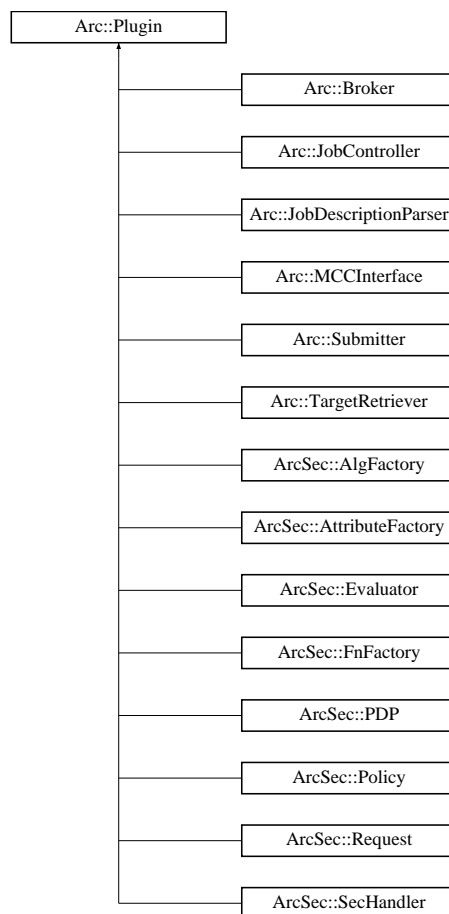 Arc::Plugin
Arc::Broker
Arc::JobController
Arc::JobDescriptionParser
Arc::MCCInterface
Arc::Submitter
Arc::TargetRetriever
ArcSec::AlgFactory
ArcSec::AttributeFactory
ArcSec::Evaluator
ArcSec::FnFactory
ArcSec::PDP
ArcSec::Policy
ArcSec::Request
ArcSec::SecHandler